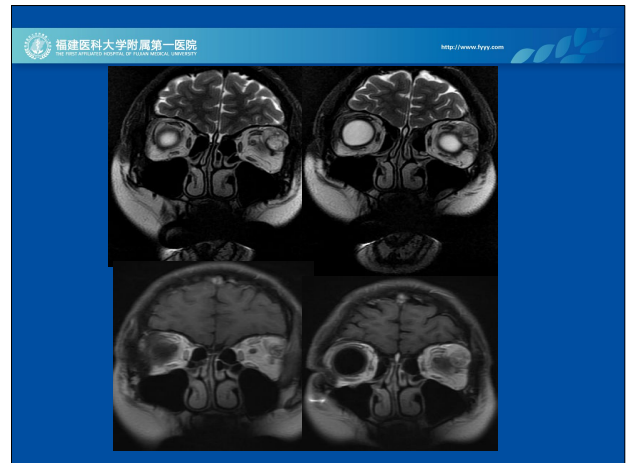 福建医科大学附属第一医院
THE FIRST AFFILIATED HOSPITAL OF FUJIAN MEDICAL UNIVERSITY
http://www.fyyy.com